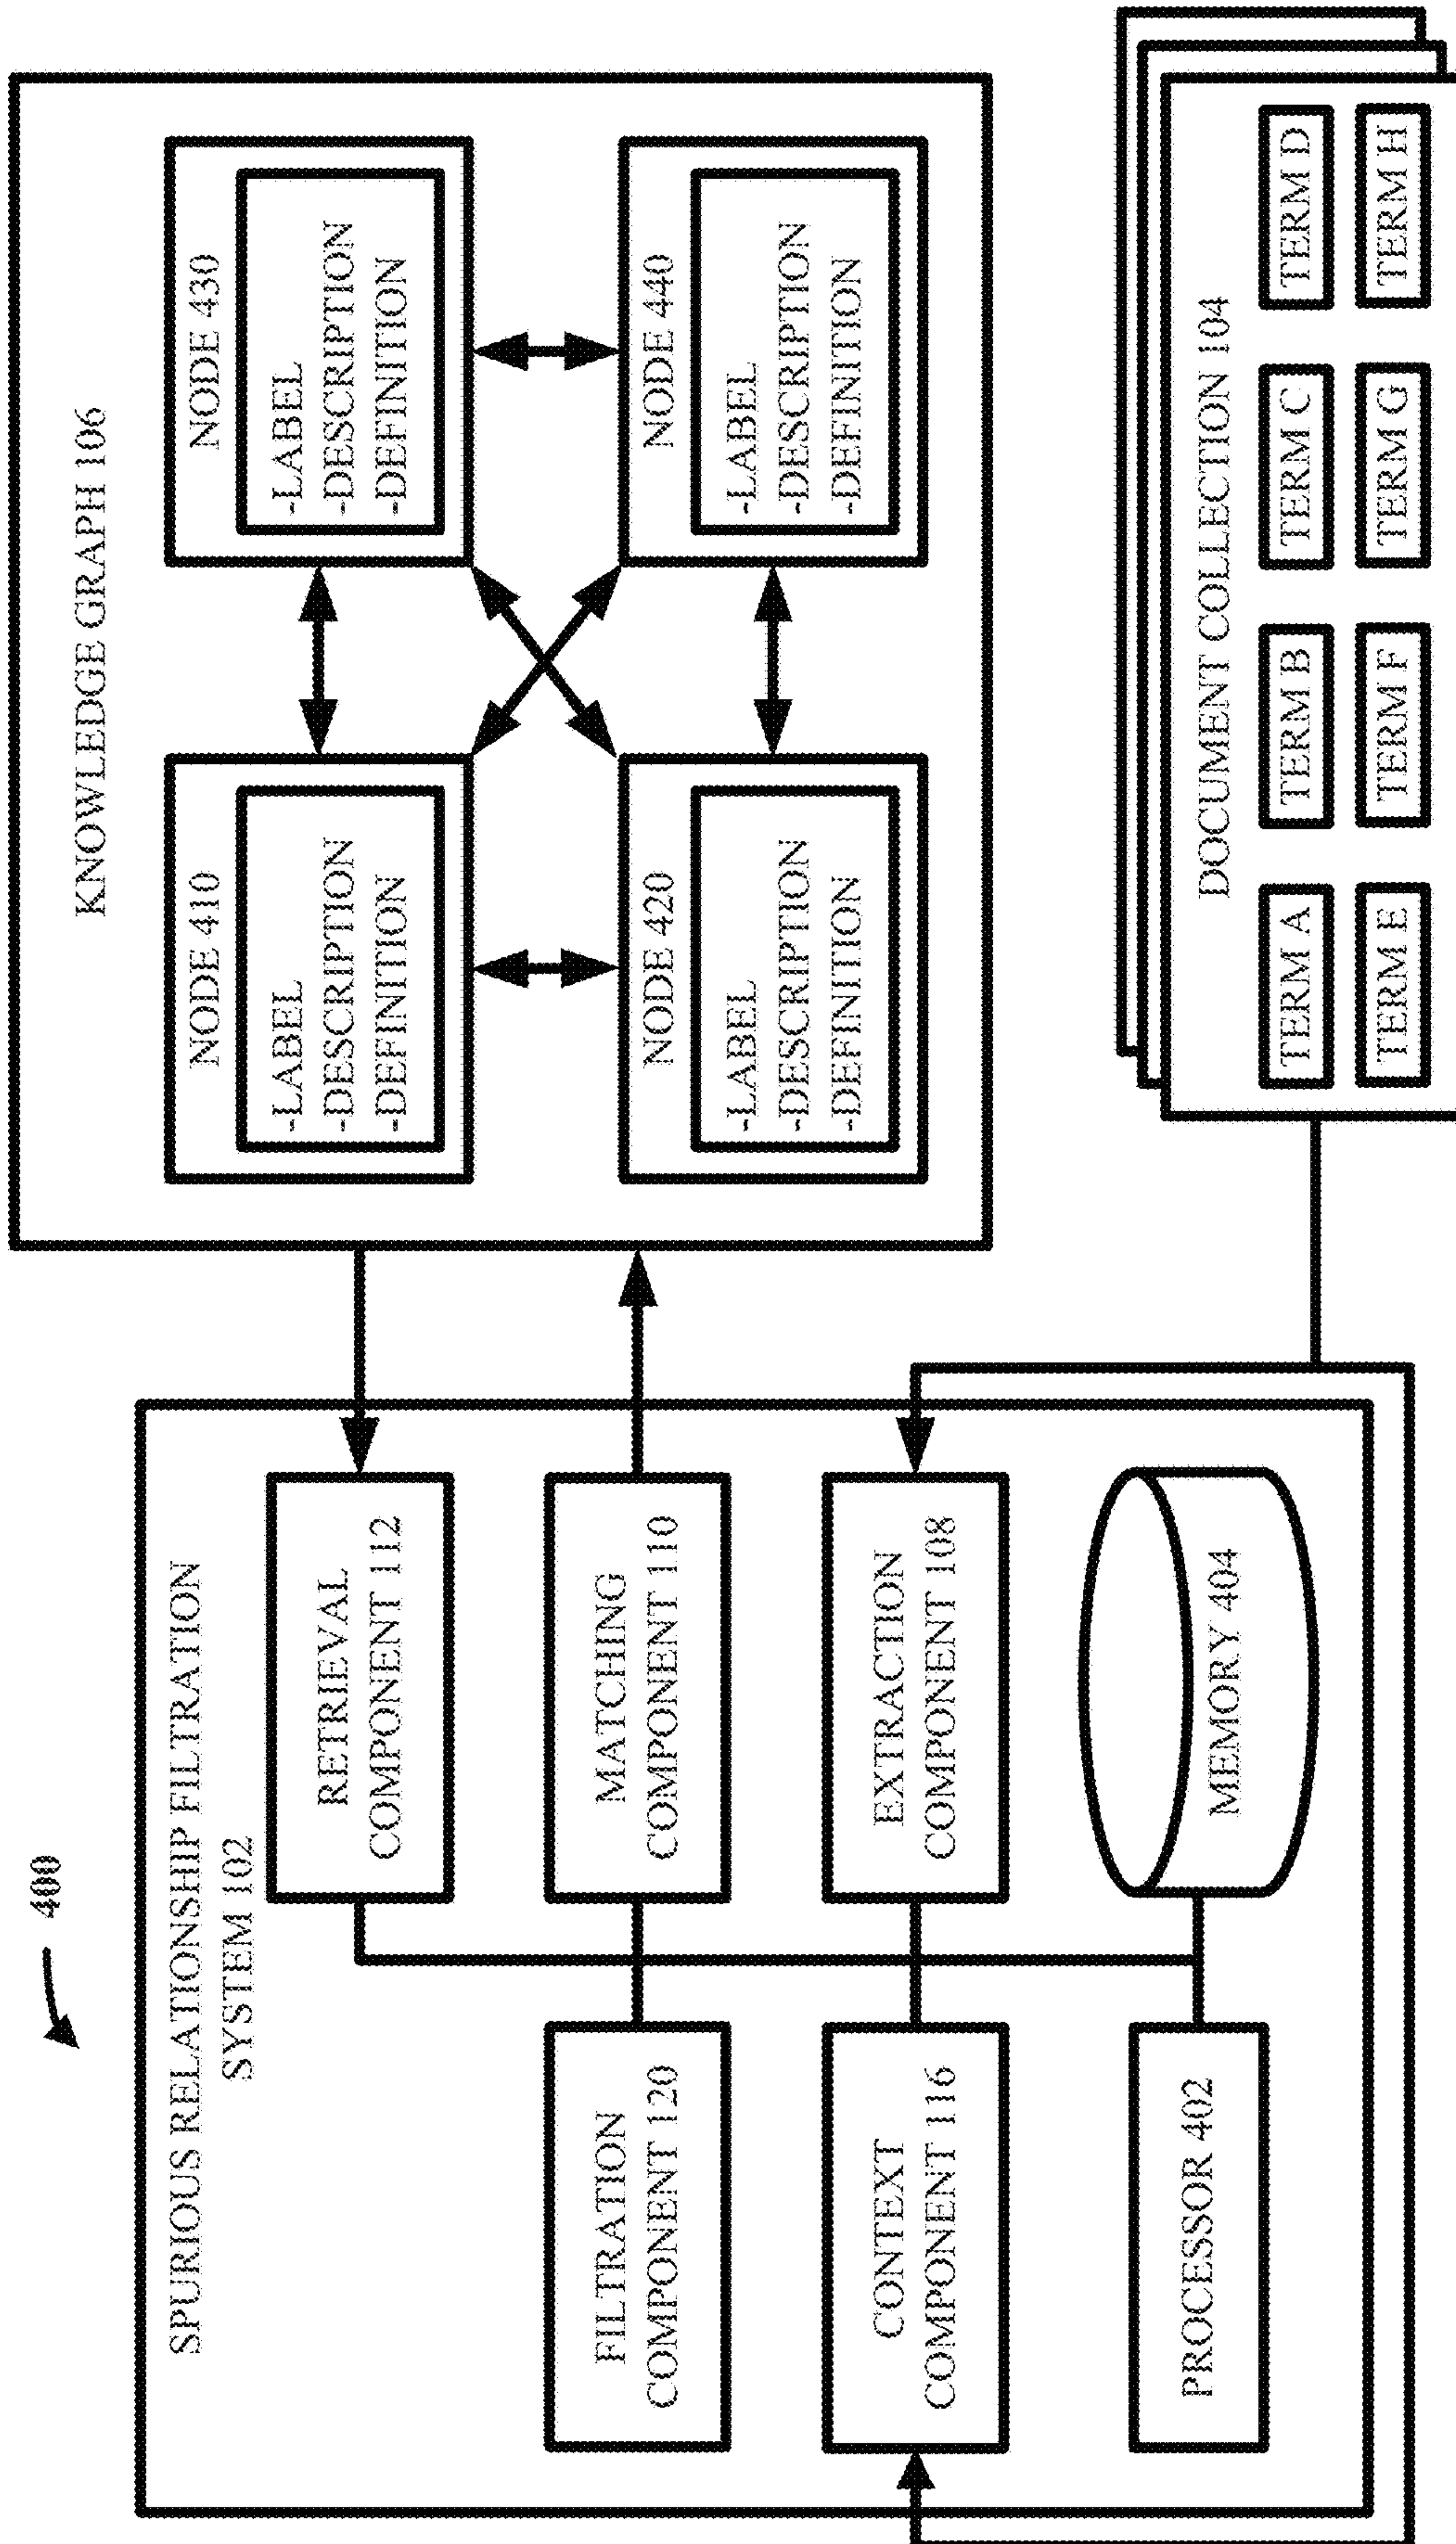 400
SPURIOUS RELATIONSHIP FILTRATION
SYSTEM 102
RETRIEVAL
COMPONENT 112
FILTRATION
COMPONENT 120
MATCHING
COMPONENT 110
CONTEXT
COMPONENT 116
EXTRACTION
COMPONENT 108
PROCESSOR 402
MEMORY 404
KNOWLEDGE GRAPH 106
NODE 410
-LABEL
-DESCRIPTION
-DEFINITION
NODE 430
-LABEL
-DESCRIPTION
-DEFINITION
NODE 420
-LABEL
-DESCRIPTION
-DEFINITION
NODE 440
-LABEL
-DESCRIPTION
-DEFINITION
DOCUMENT COLLECTION 104
TERM A
TERM B
TERM C
TERM D
TERM E
TERM F
TERM G
TERM H